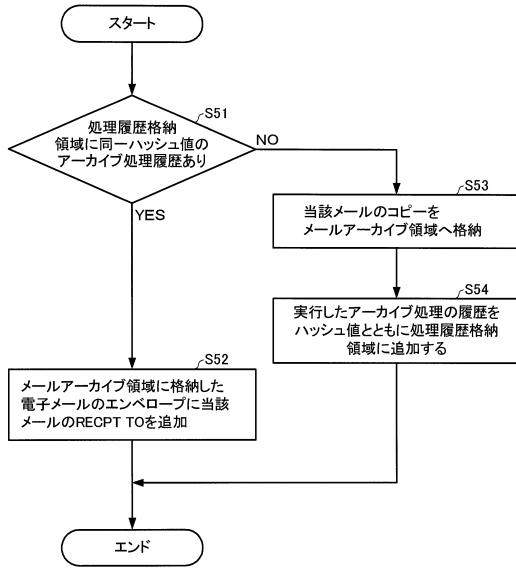 スタート
S51
処理履歴格納
領域に同一ハッシュ値の
アーカイブ処理履歴あり
NO
YES
S53
当該メールのコピーを
メールアーカイブ領域へ格納
S54
実行したアーカイブ処理の履歴を
ハッシュ値とともに処理履歴格納
領域に追加する
S52
メールアーカイブ領域に格納した
電子メールのエンベロープに当該
メールのRECPT TOを追加
エンド